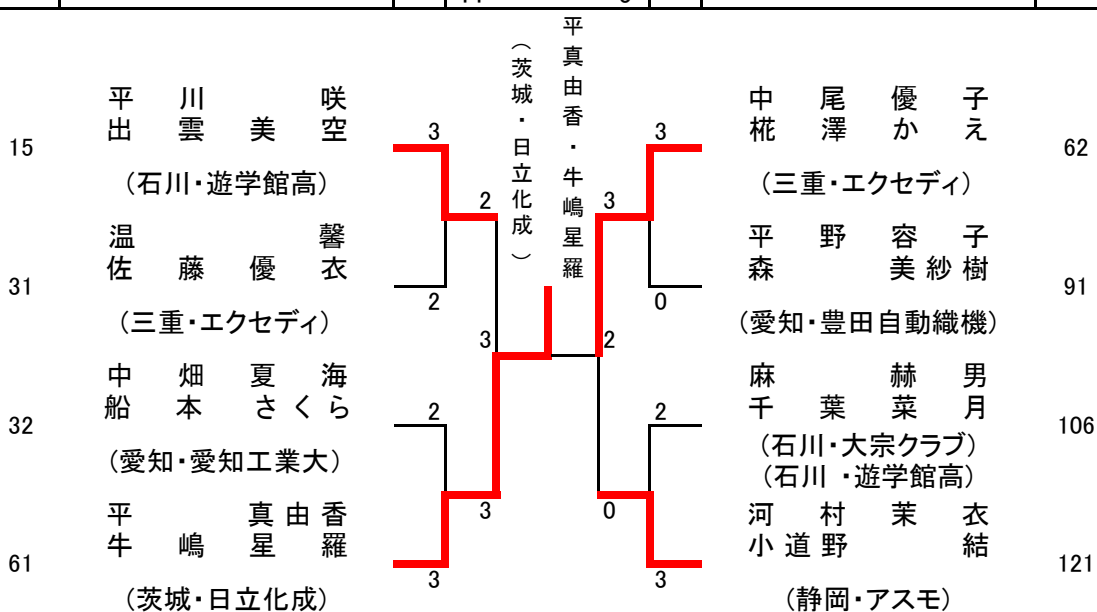 平真由香・牛嶋星羅
（茨城・日立化成）
15
平川 咲
出雲美空
（石川・遊学館高）
3
2
31
温 馨
佐藤優衣
（三重・エクセディ）
2
3
32
中畑夏海
船本さくら
（愛知・愛知工業大）
2
3
61
平 真由香
牛嶋星羅
（茨城・日立化成）
3
中尾優子
椛澤かえ
（三重・エクセディ）
62
3
3
平野容子
森 美紗樹
（愛知・豊田自動織機）
91
0
2
麻 赫男
千葉菜月
（石川・大宗クラブ）
（石川・遊学館高）
106
2
0
河村茉衣
小道野 結
（静岡・アスモ）
121
3